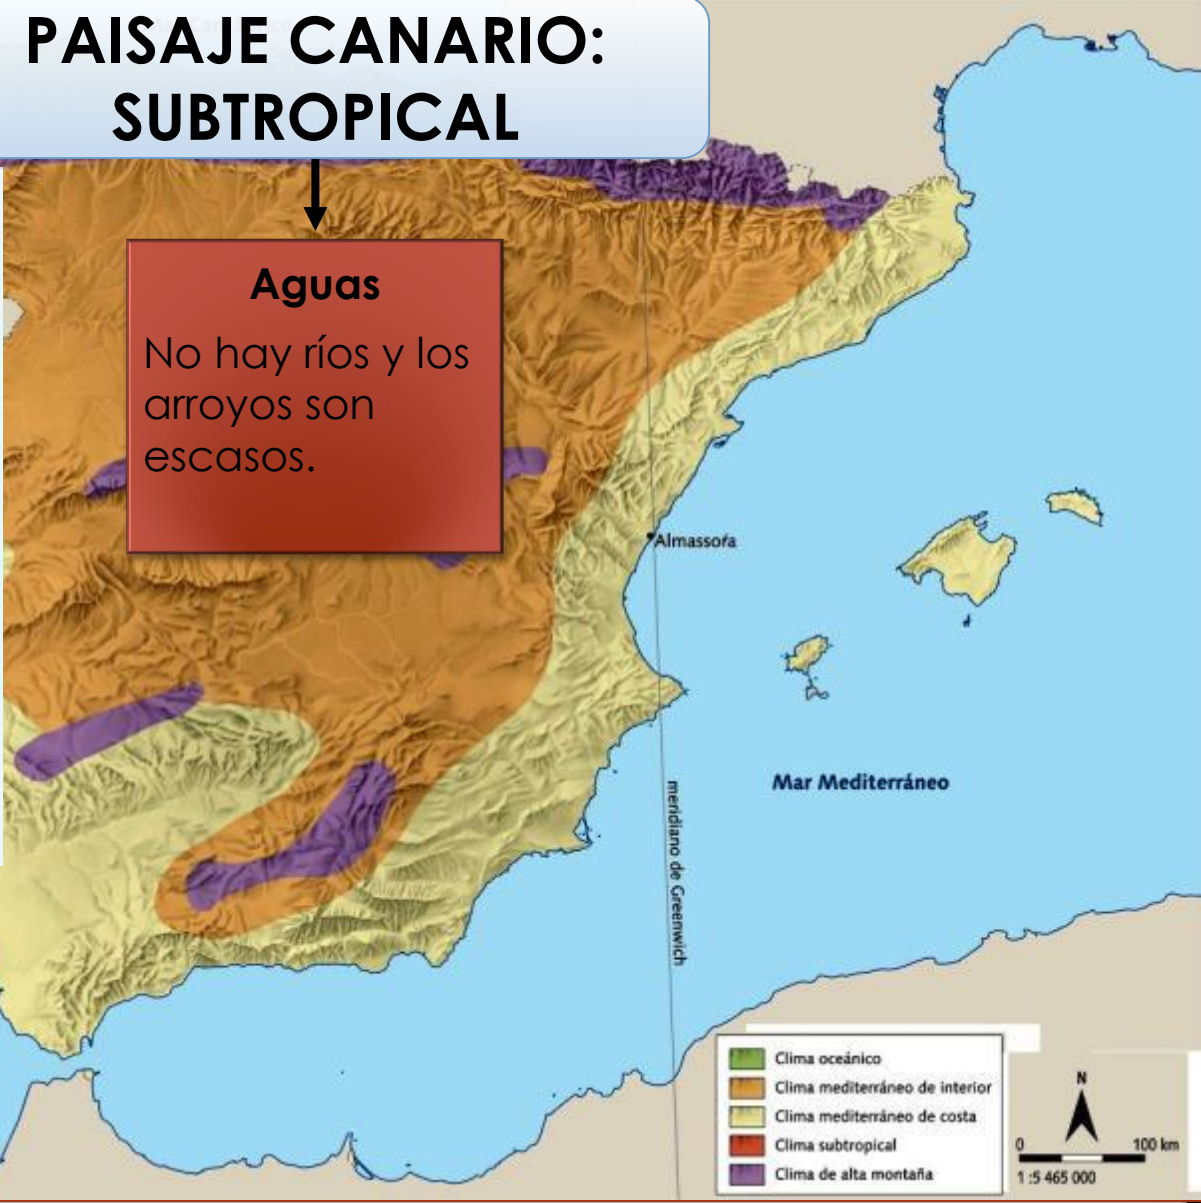 PAISAJE CANARIO:
SUBTROPICAL
Aguas
No hay ríos y los
arroyos son
escasos.
Almassora
Mar Mediterráneo
meridiano de Greenwich
Clima oceánico
Clima mediterráneo de interior
Clima mediterráneo de costa
Clima subtropical
Clima de alta montaña
N
0 100 km
1:5 465 000